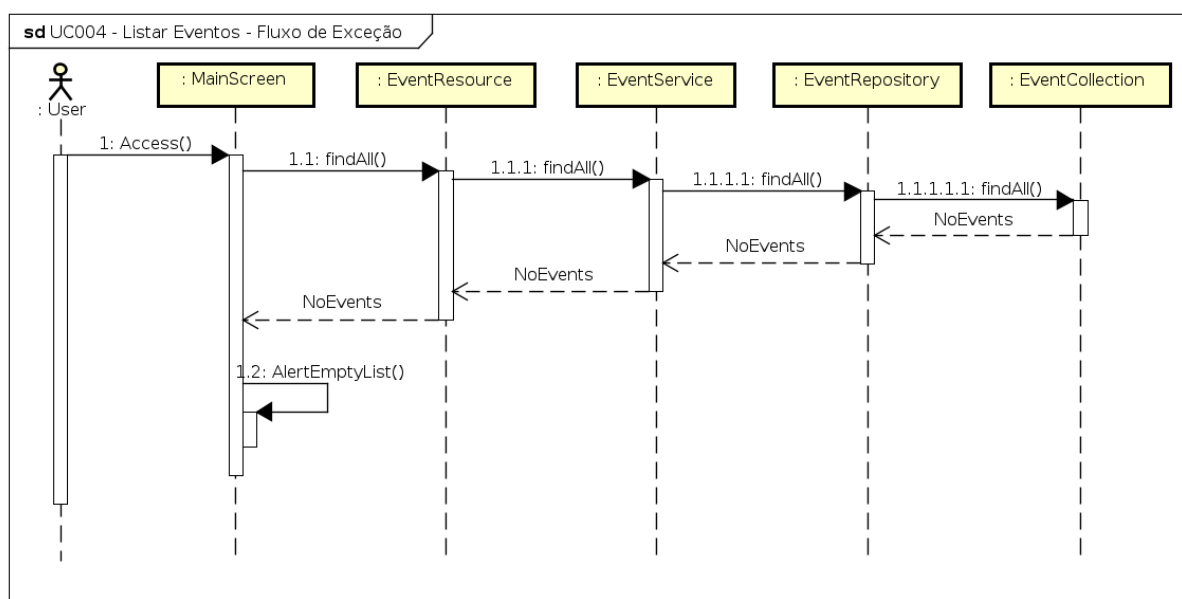 sd UC004 - Listar Eventos - Fluxo de Exceção
: User
: MainScreen
: EventResource
: EventService
: EventRepository
: EventCollection
1: Access()
1.1: findAll()
1.1.1: findAll()
1.1.1.1: findAll()
1.1.1.1.1: findAll()
NoEvents
NoEvents
NoEvents
NoEvents
1.2: AlertEmptyList()